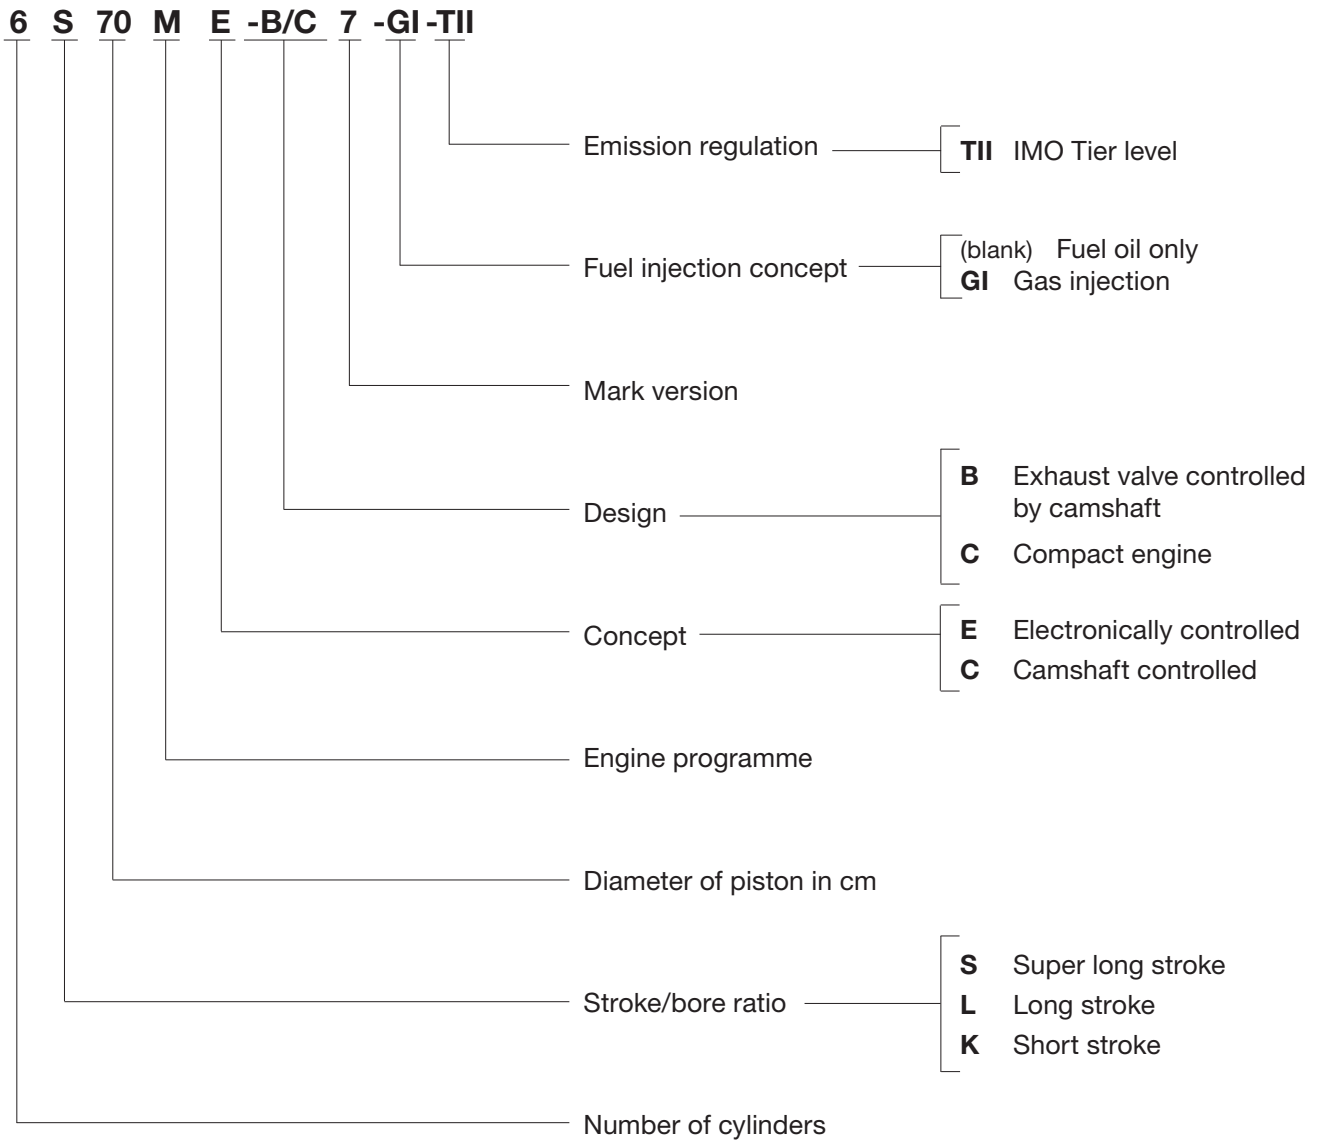 6 S 70 M E -B/C 7 -GI -TII
Emission regulation
TII IMO Tier level
Fuel injection concept
(blank) Fuel oil only
GI Gas injection
Mark version
Design
B Exhaust valve controlled
by camshaft
C Compact engine
Concept
E Electronically controlled
C Camshaft controlled
Engine programme
Diameter of piston in cm
Stroke/bore ratio
S Super long stroke
L Long stroke
K Short stroke
Number of cylinders